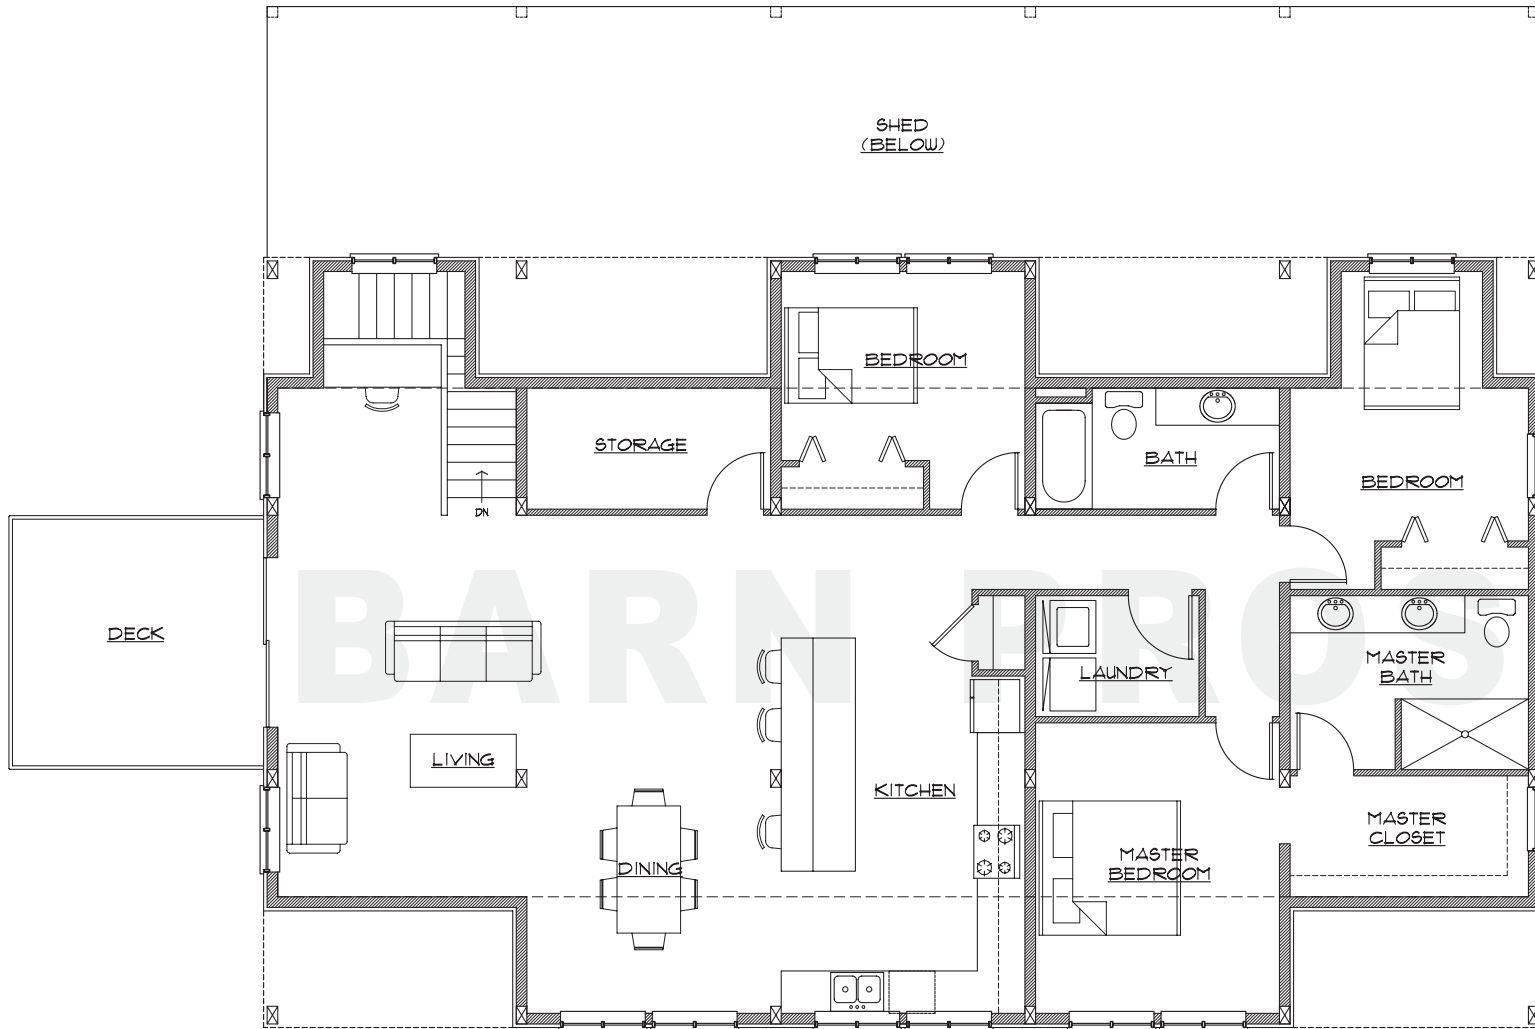 SHED
(BELOW)
BEDROOM
STORAGE
BATH
BEDROOM
DN
BARN PROS
DECK
LAUNDRY
MASTER
BATH
LIVING
KITCHEN
DINING
MASTER
BEDROOM
MASTER
CLOSET